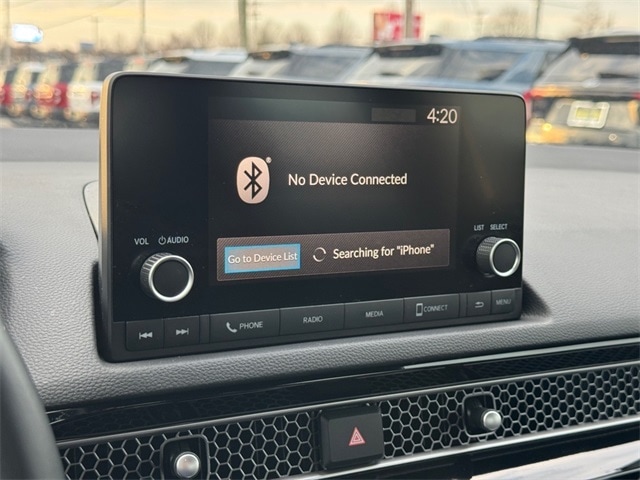 4:20
No Device Connected
VOL AUDIO
LIST SELECT
Go to Device List Searching for "iPhone"
PHONE RADIO MEDIA CONNECT MENU